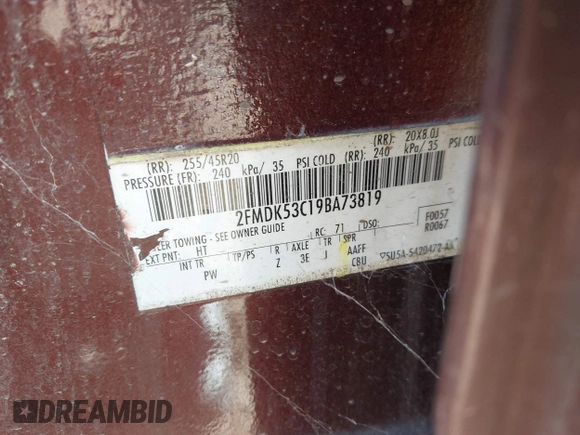 (RR): 255/45R20 (RR): 20X8.0J
PRESSURE (FR): 240 kPa/ 35 PSI COLD (RR): 240 kPa/ 35 PSI COLD
2FMDK53C19BA73819
TOWING - SEE OWNER GUIDE RC: 71 DSO: F0057
EXT PNT: HT R0067
INT TR TP/PS R AXLE TR SPR
PW Z 3E J AAFF
CBU
DREAMBID